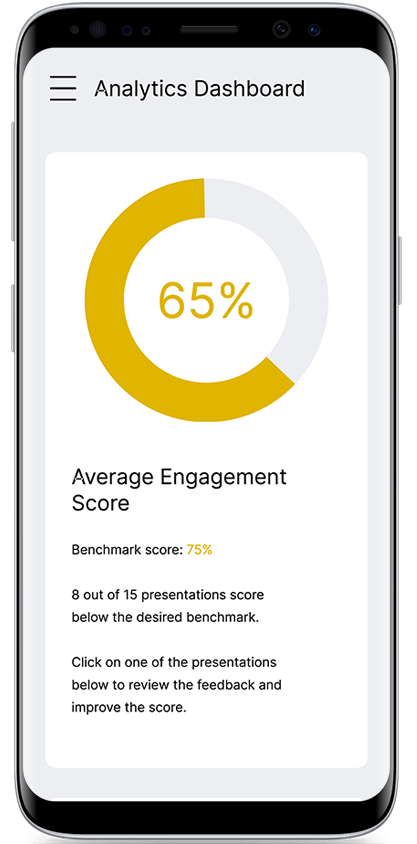 Analytics Dashboard
65%
Average Engagement
Score
Benchmark score: 75%
8 out of 15 presentations score
below the desired benchmark.
Click on one of the presentations
below to review the feedback and
improve the score.